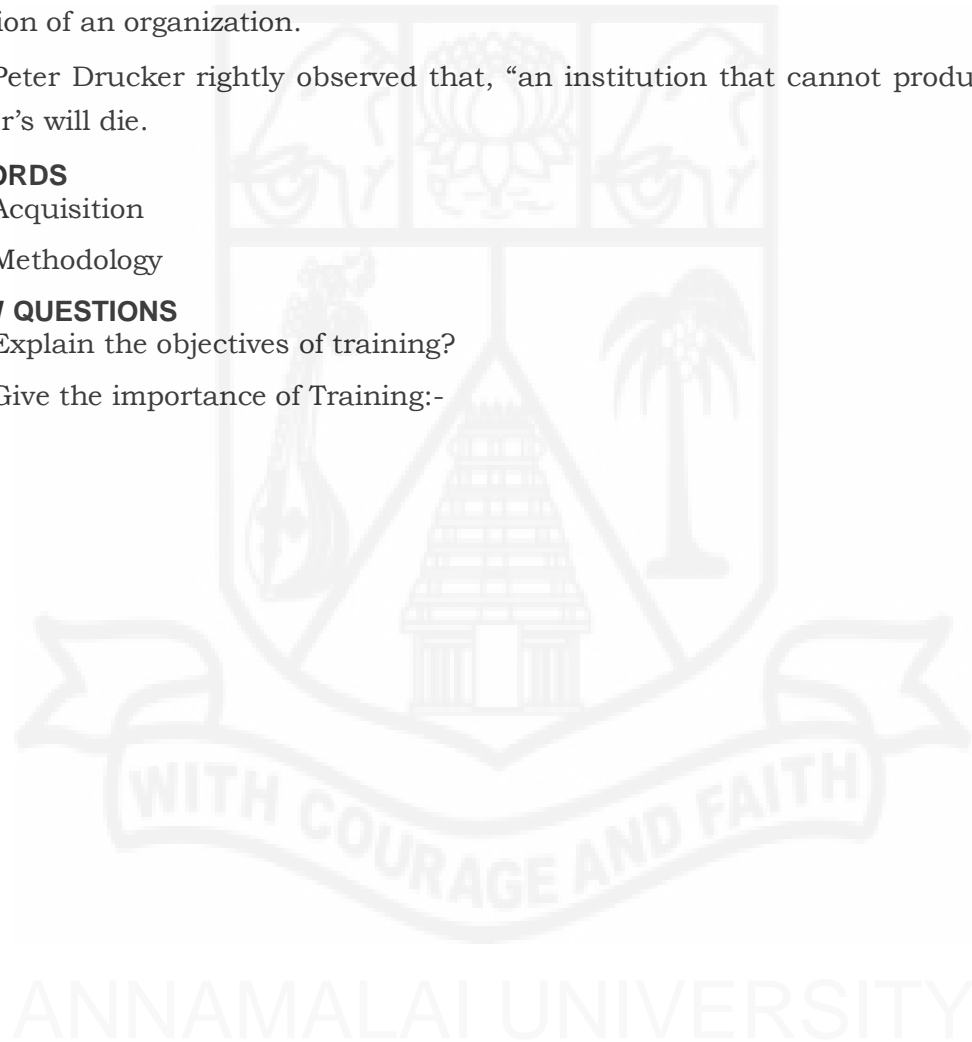 ion of an organization.
Peter Drucker rightly observed that, “an institution that cannot produ
r’s will die.
ORDS
Acquisition
Methodology
QUESTIONS
Explain the objectives of training?
Give the importance of Training:-
WITH COURAGE AND FAITH
ANNAMALAI UNIVERSITY